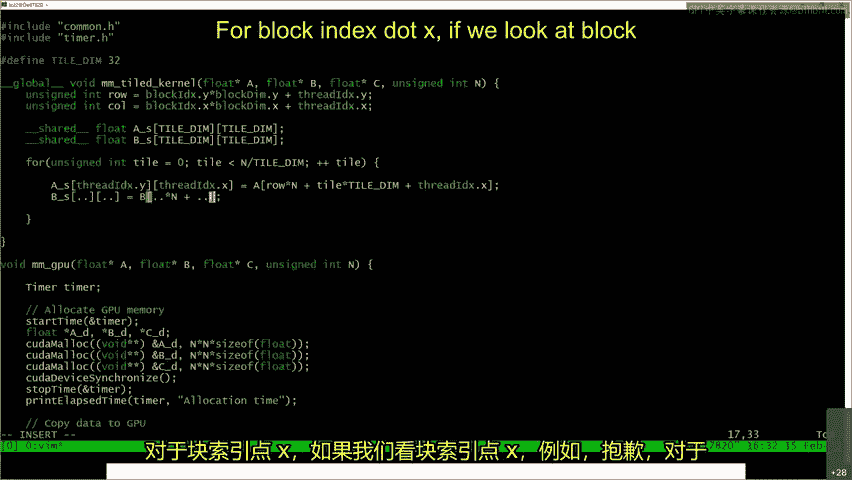 For block index dot x, if we look at block
#include "common.h"
#include "timer.h"
#define TILE_DIM 32
__global__ void mm_tiled_kernel(float* A, float* B, float* C, unsigned int N) {
unsigned int row = blockIdx.y*blockDim.y + threadIdx.y;
unsigned int col = blockIdx.x*blockDim.x + threadIdx.x;
__shared__ float A_s[TILE_DIM][TILE_DIM];
__shared__ float B_s[TILE_DIM][TILE_DIM];
for(unsigned int tile = 0; tile < N/TILE_DIM; ++ tile) {
A_s[threadIdx.y][threadIdx.x] = A[row*N + tile*TILE_DIM + threadIdx.x];
B_s[..][..] = B[..*N + ..];
}
}
void mm_gpu(float* A, float* B, float* C, unsigned int N) {
Timer timer;
// Allocate GPU memory
startTime(&timer);
float *A_d, *B_d, *C_d;
cudaMalloc((void**) &A_d, N*N*sizeof(float));
cudaMalloc((void**) &B_d, N*N*sizeof(float));
cudaMalloc((void**) &C_d, N*N*sizeof(float));
cudaDeviceSynchronize();
stopTime(&timer);
printElapsedTime(timer, "Allocation time");
// Copy data to GPU
-- INSERT -- 17,33
对于块索引点 x，如果我们看块索引点 x，例如，抱歉，对于
+28